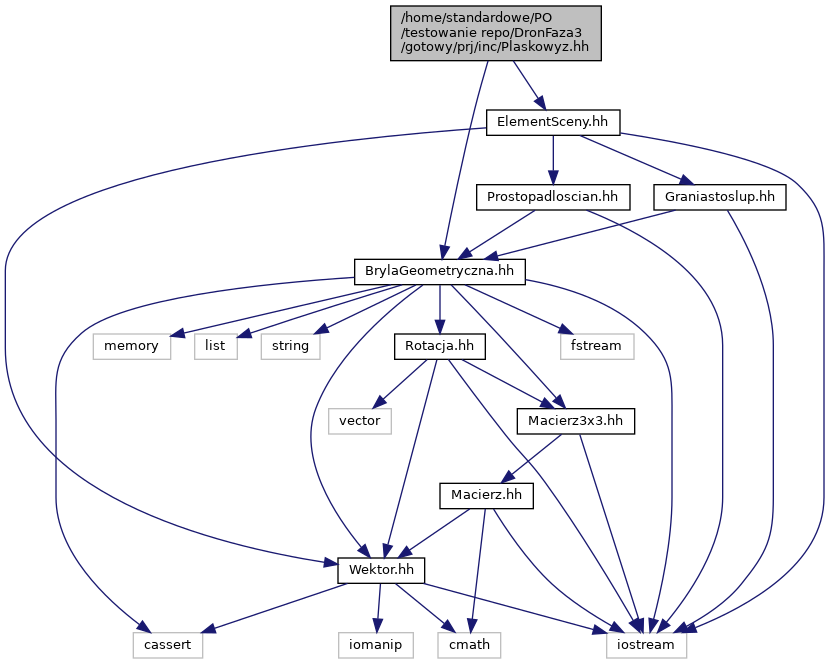 /home/standardowe/PO
/testowanie repo/DronFaza3
/gotowy/prj/inc/Plaskowyz.hh
ElementSceny.hh
Prostopadloscian.hh
Graniastoslup.hh
BrylaGeometryczna.hh
memory
list
string
Rotacja.hh
fstream
vector
Macierz3x3.hh
Macierz.hh
Wektor.hh
cassert
iomanip
cmath
iostream